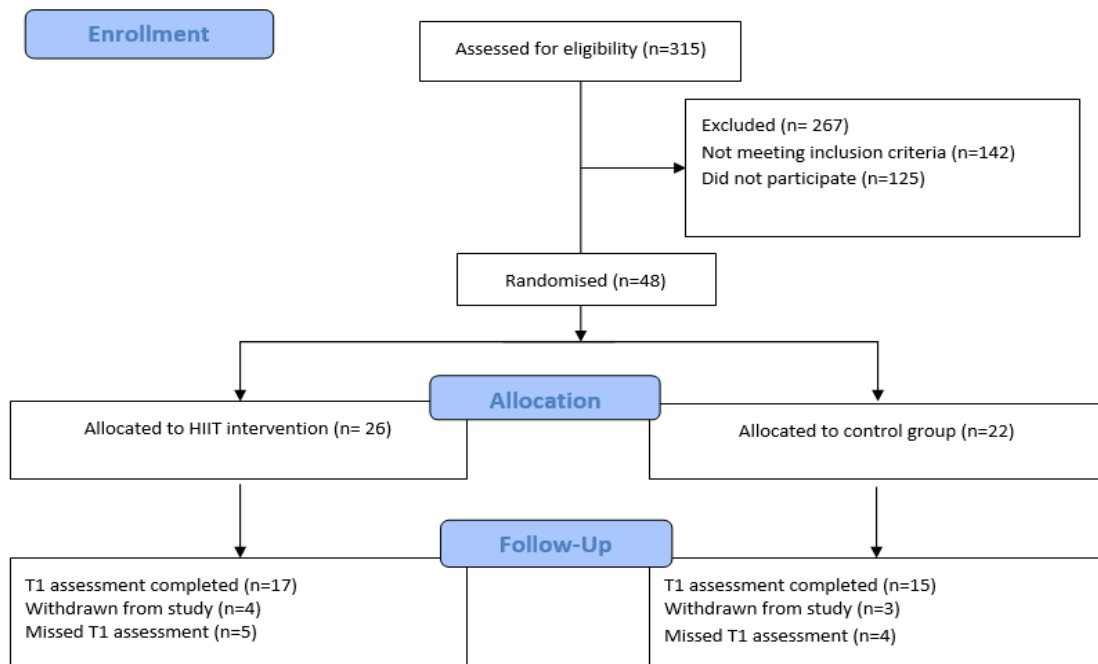 Enrollment
Assessed for eligibility (n=315)
Excluded (n= 267)
Not meeting inclusion criteria (n=142)
Did not participate (n=125)
Randomised (n=48)
Allocation
Allocated to HIIT intervention (n= 26)
Allocated to control group (n=22)
Follow-Up
T1 assessment completed (n=17)
Withdrawn from study (n=4)
Missed T1 assessment (n=5)
T1 assessment completed (n=15)
Withdrawn from study (n=3)
Missed T1 assessment (n=4)